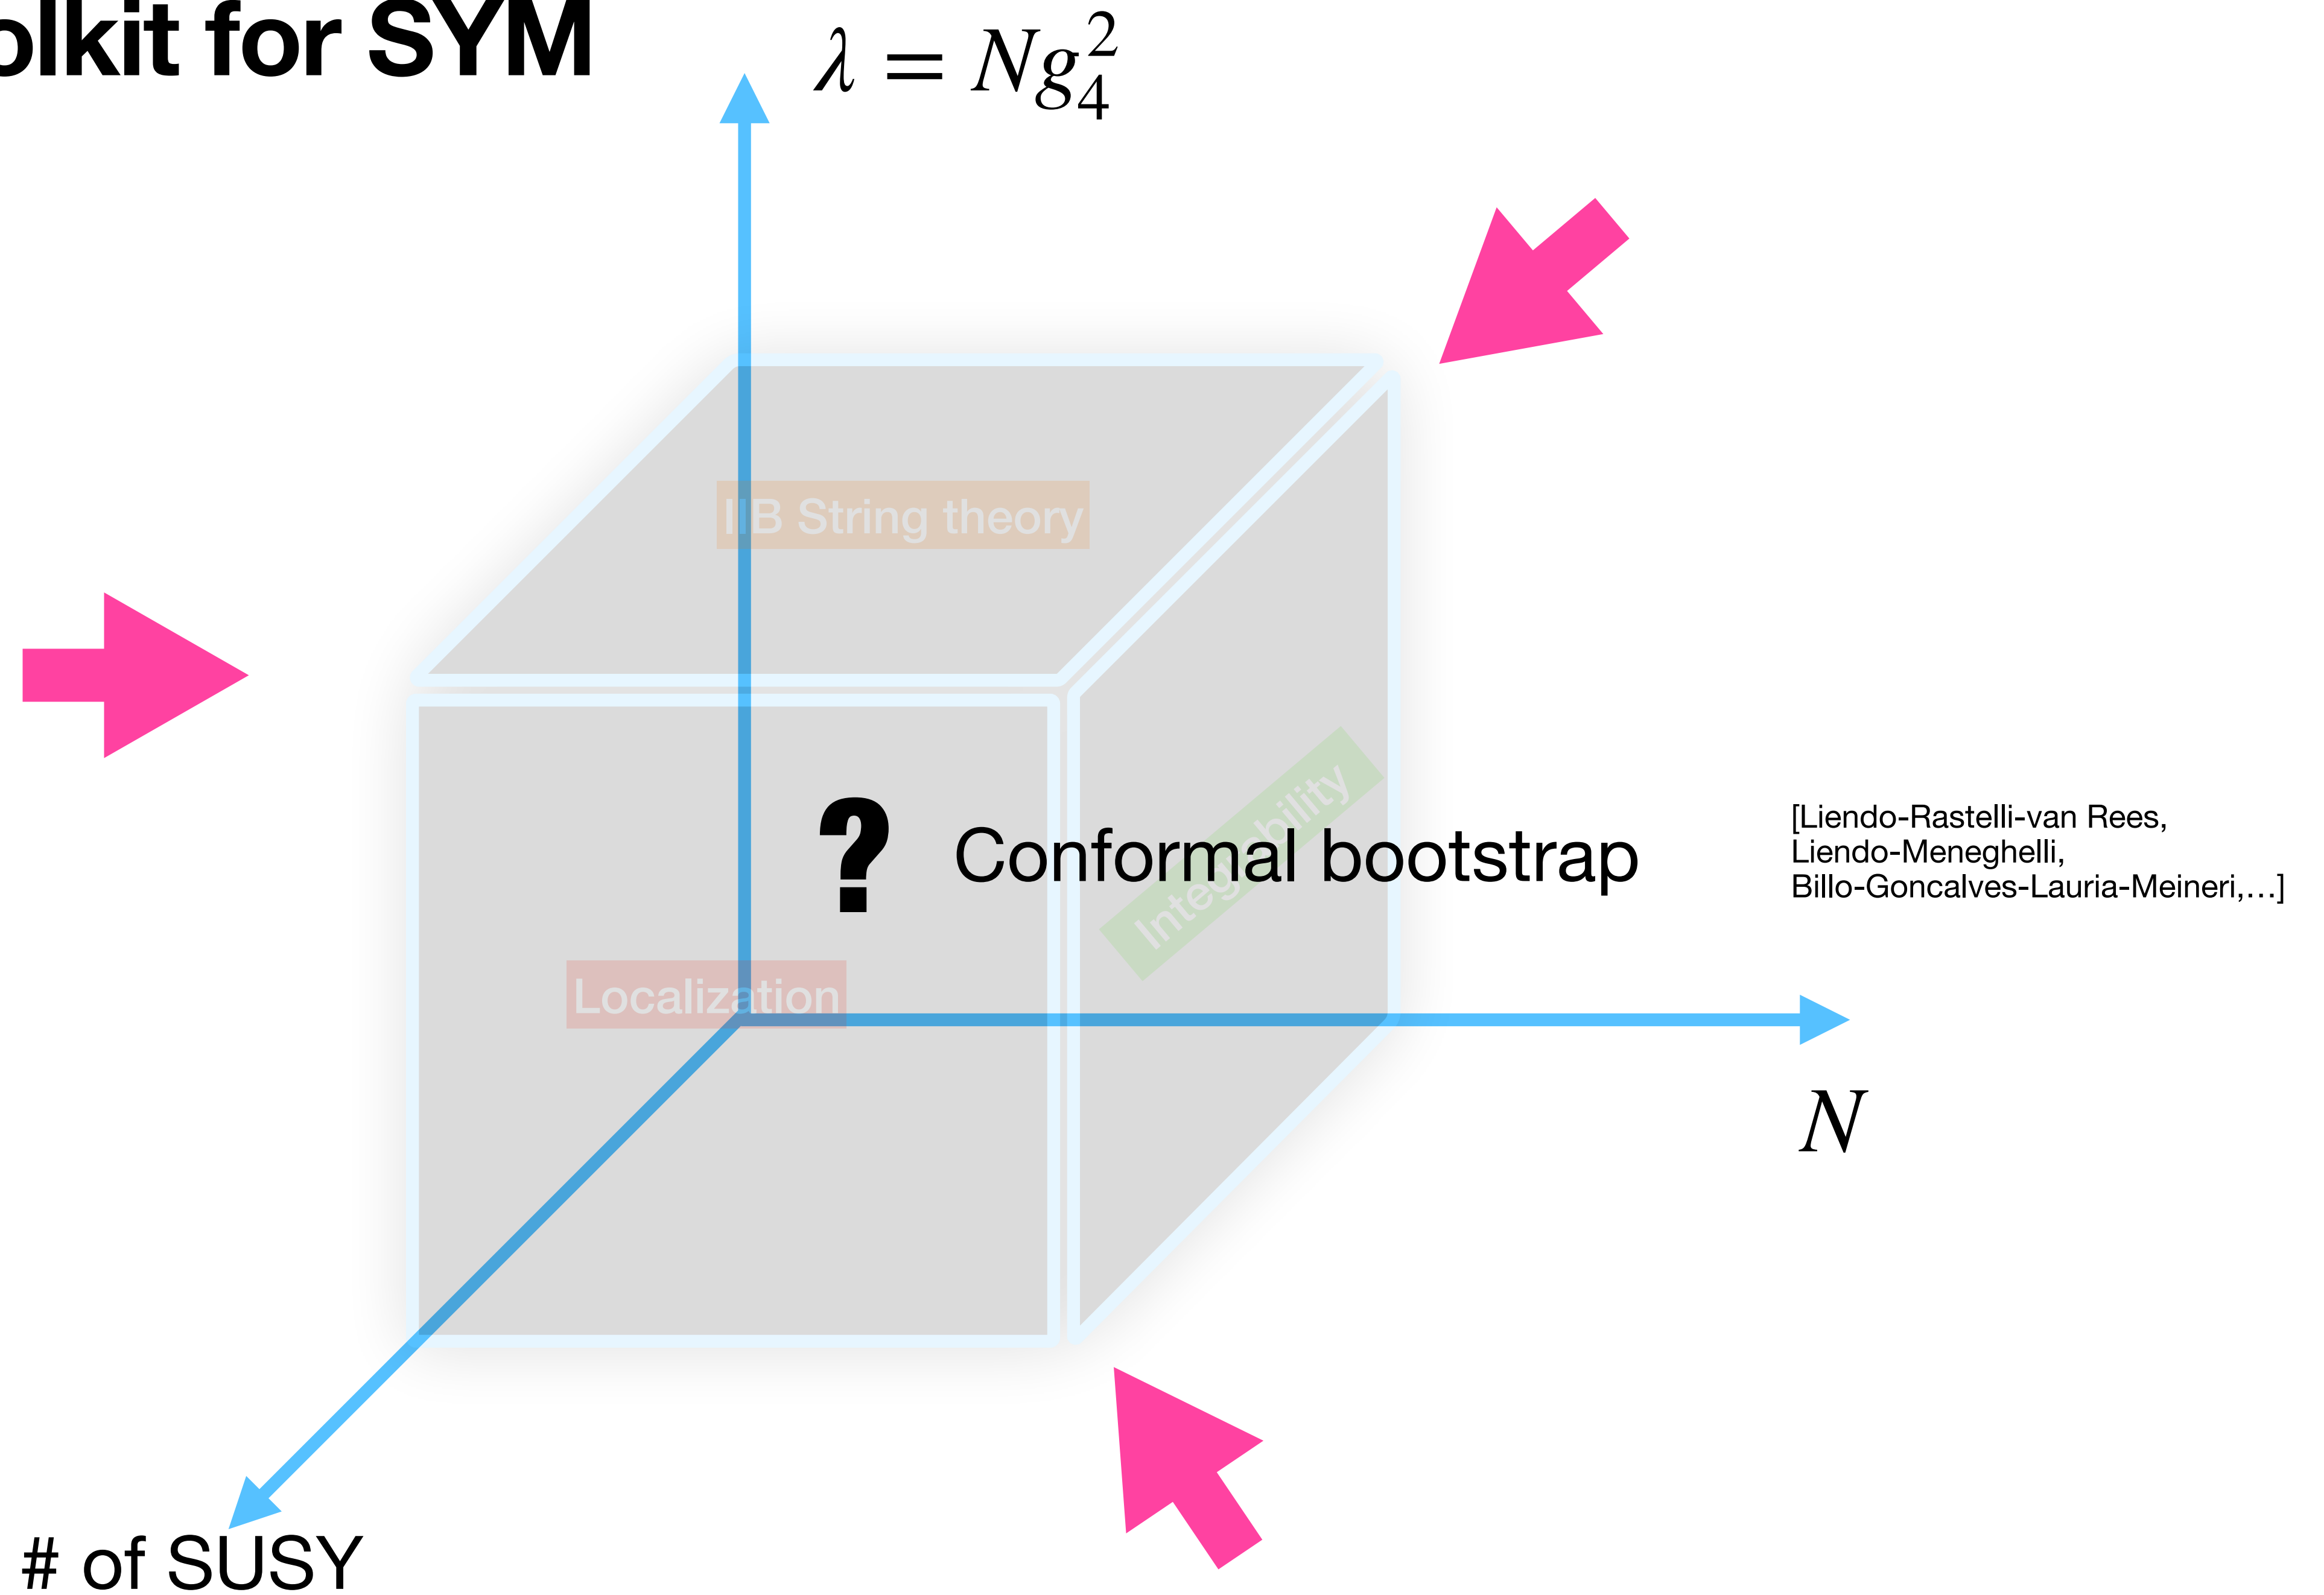 olkit for SYM
λ = Ng₄²
IIB String theory
? Conformal bootstrap
Integrability
[Liendo-Rastelli-van Rees,
Liendo-Meneghelli,
Billo-Goncalves-Lauria-Meineri,…]
Localization
N
# of SUSY